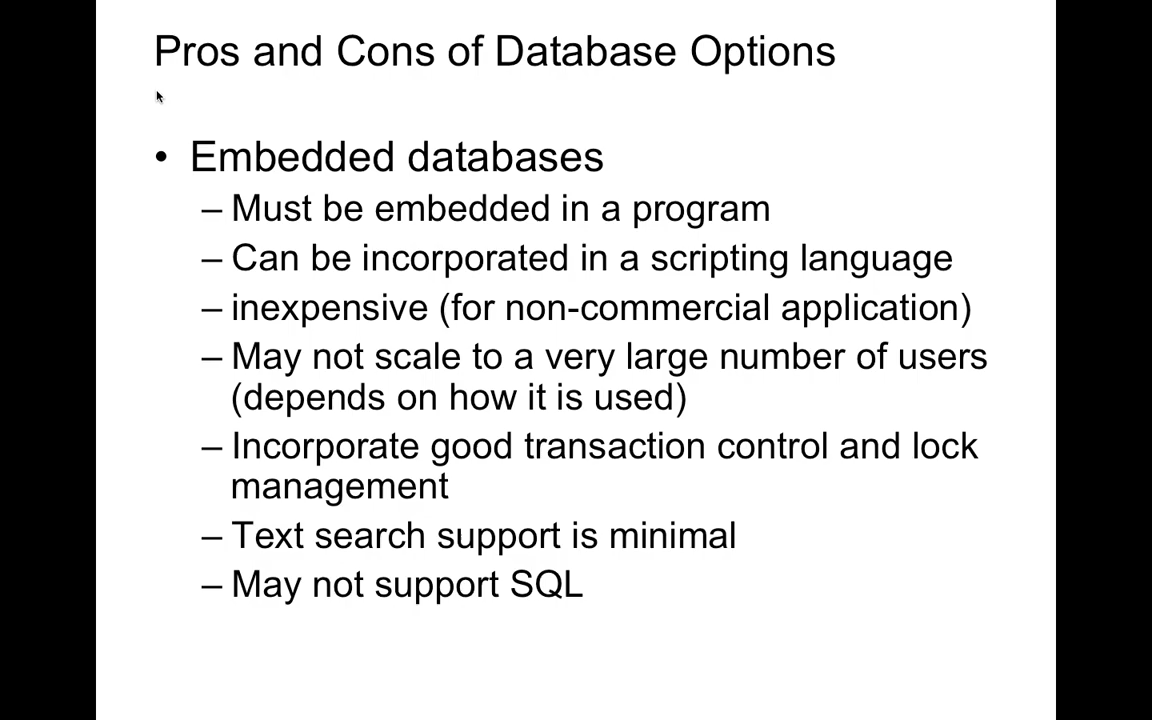 Pros and Cons of Database Options
• Embedded databases
– Must be embedded in a program
– Can be incorporated in a scripting language
– inexpensive (for non-commercial application)
– May not scale to a very large number of users
(depends on how it is used)
– Incorporate good transaction control and lock
management
– Text search support is minimal
– May not support SQL